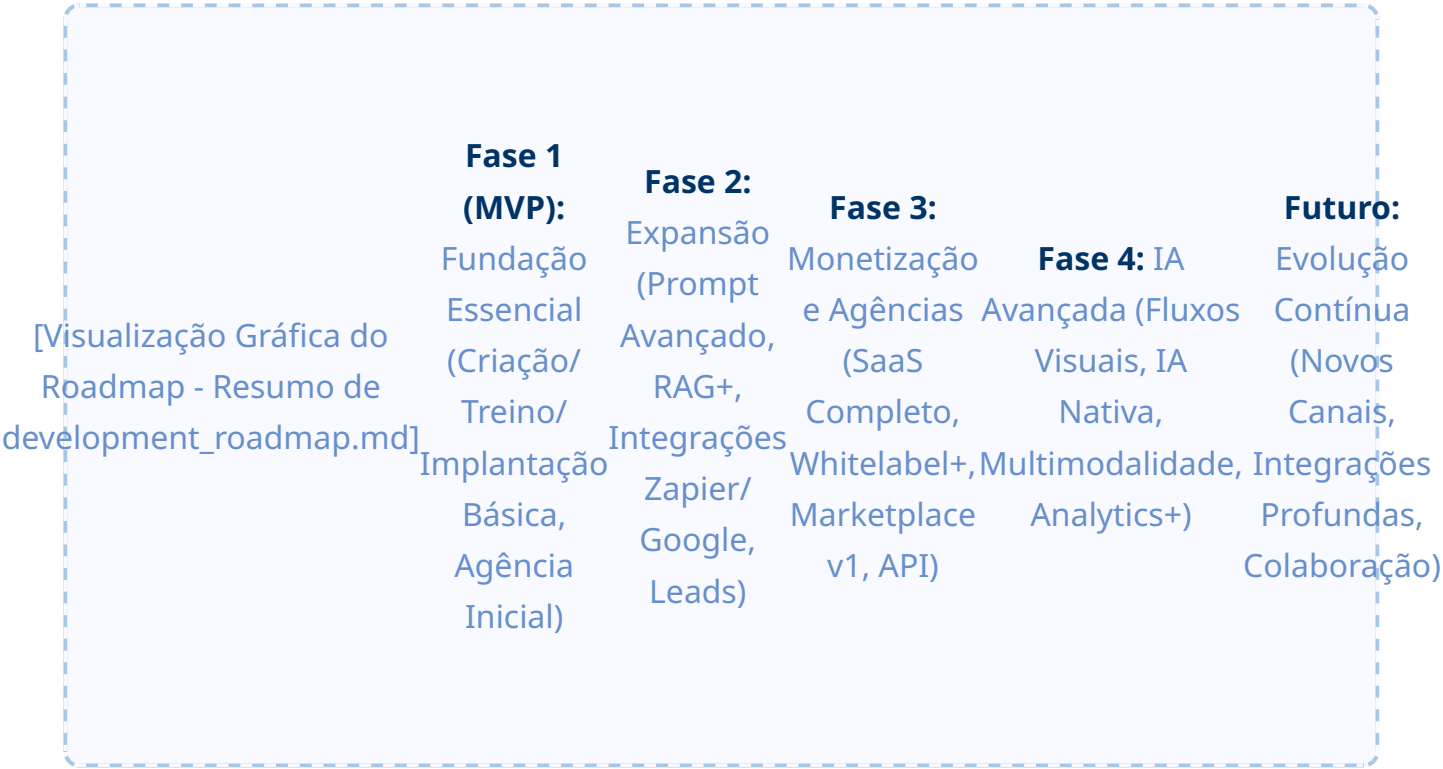 [Visualização Gráfica do
Roadmap - Resumo de
development_roadmap.md]
Fase 1
(MVP):
Fundação
Essencial
(Criação/
Treino/
Implantação
Básica,
Agência
Inicial)
Fase 2:
Expansão
(Prompt
Avançado,
RAG+,
Integrações
Zapier/
Google,
Leads)
Fase 3:
Monetização
e Agências
(SaaS
Completo,
Whitelabel+,
Marketplace
v1, API)
Fase 4: IA
Avançada (Fluxos
Visuais, IA
Nativa,
Multimodalidade,
Analytics+)
Futuro:
Evolução
Contínua
(Novos
Canais,
Integrações
Profundas,
Colaboração)